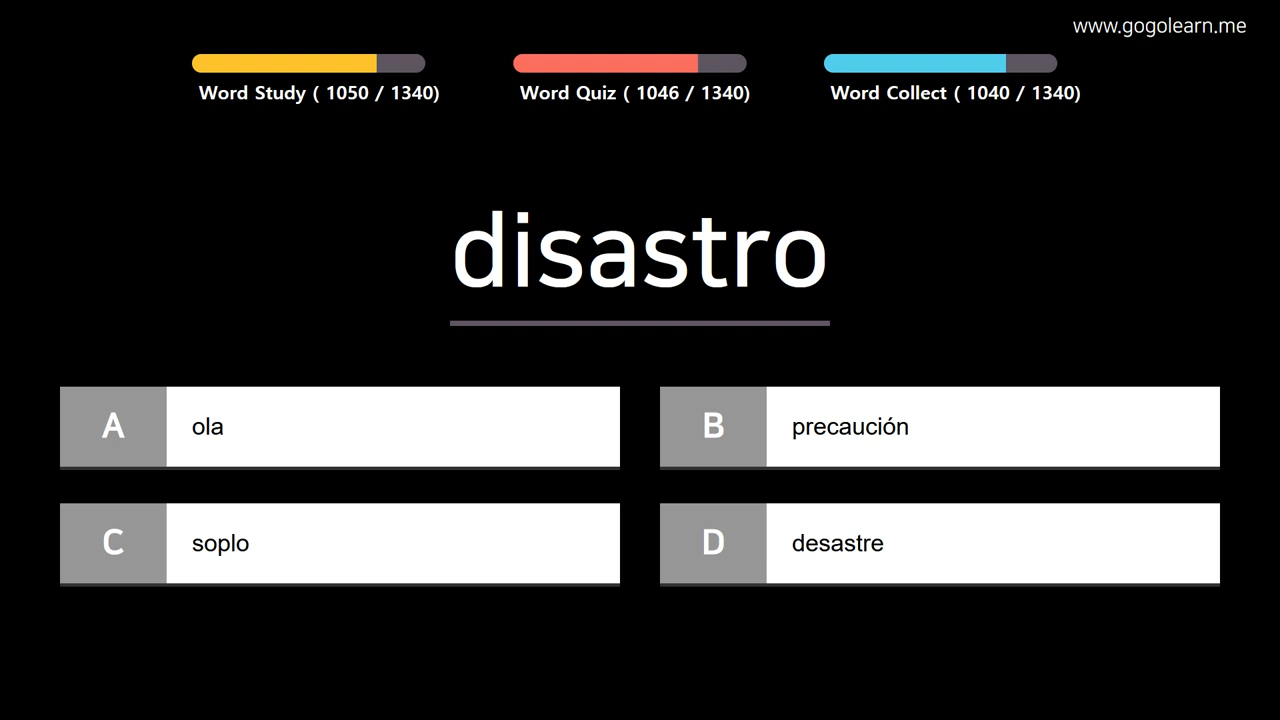 www.gogolearn.me
Word Study ( 1050 / 1340)
Word Quiz ( 1046 / 1340)
Word Collect ( 1040 / 1340)
disastro
A ola
B precaución
C soplo
D desastre